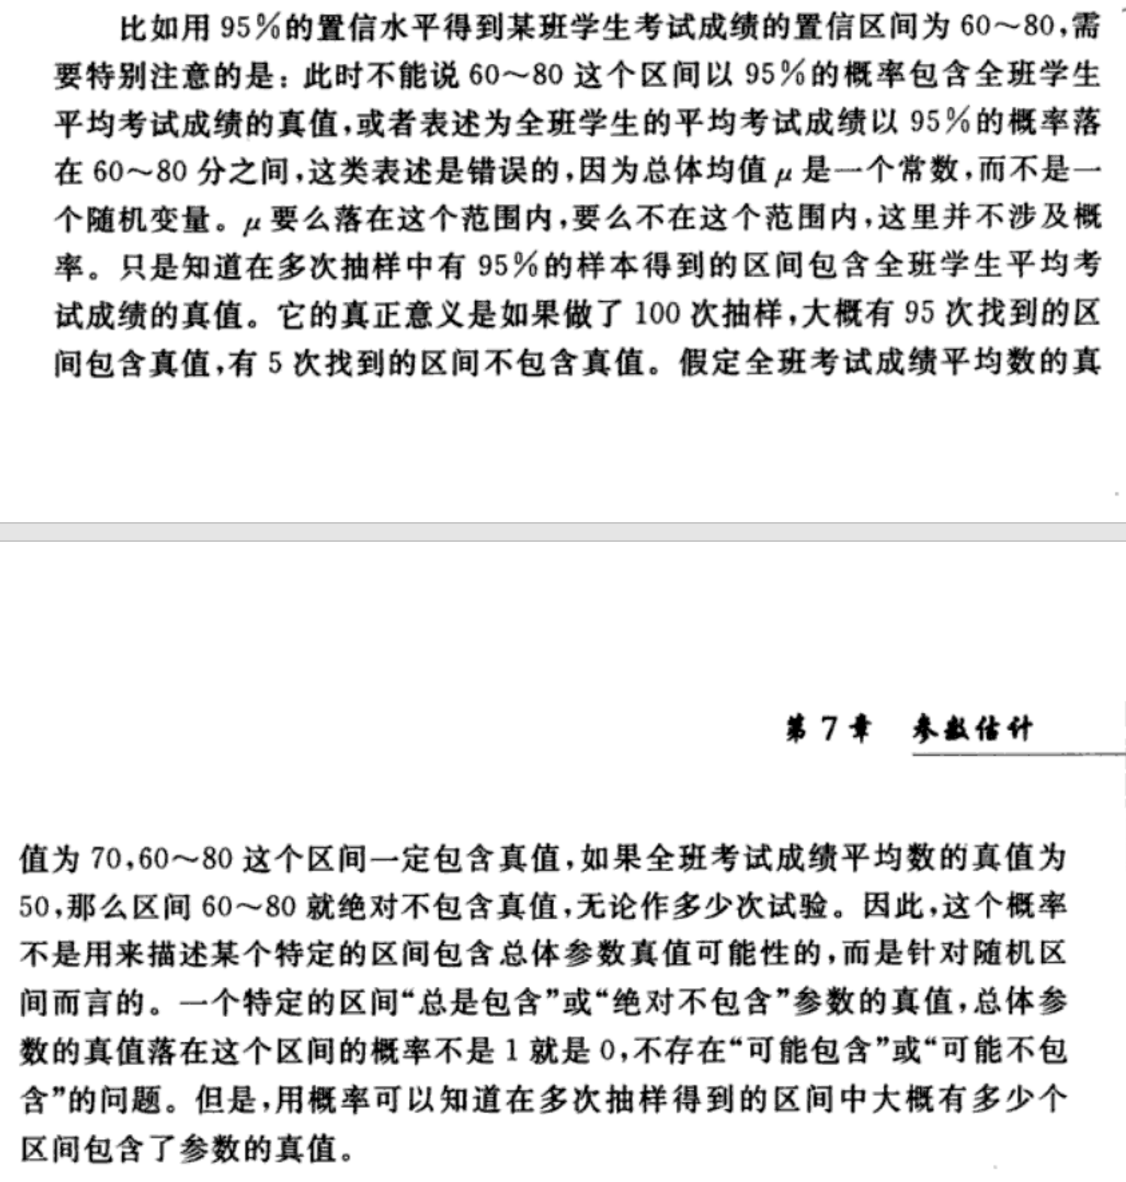 比如用 95%的置信水平得到某班学生考试成绩的置信区间为 60～80,需
要特别注意的是：此时不能说 60～80 这个区间以 95%的概率包含全班学生
平均考试成绩的真值,或者表述为全班学生的平均考试成绩以 95%的概率落
在 60～80 分之间,这类表述是错误的,因为总体均值 μ 是一个常数,而不是一
个随机变量。μ 要么落在这个范围内,要么不在这个范围内,这里并不涉及概
率。只是知道在多次抽样中有 95%的样本得到的区间包含全班学生平均考
试成绩的真值。它的真正意义是如果做了 100 次抽样,大概有 95 次找到的区
间包含真值,有 5 次找到的区间不包含真值。假定全班考试成绩平均数的真
第 7 章 参数估计
值为 70,60～80 这个区间一定包含真值,如果全班考试成绩平均数的真值为
50,那么区间 60～80 就绝对不包含真值,无论作多少次试验。因此,这个概率
不是用来描述某个特定的区间包含总体参数真值可能性的,而是针对随机区
间而言的。一个特定的区间“总是包含”或“绝对不包含”参数的真值,总体参
数的真值落在这个区间的概率不是 1 就是 0,不存在“可能包含”或“可能不包
含”的问题。但是,用概率可以知道在多次抽样得到的区间中大概有多少个
区间包含了参数的真值。